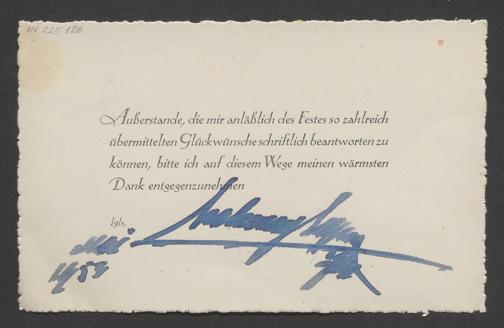 IN 225 126
Außerstande, die mir anläßlich des Festes so zahlreich
übermittelten Glückwünsche schriftlich beantworten zu
können, bitte ich auf diesem Wege meinen wärmsten
Dank entgegenzunehmen
Igls,
Mai